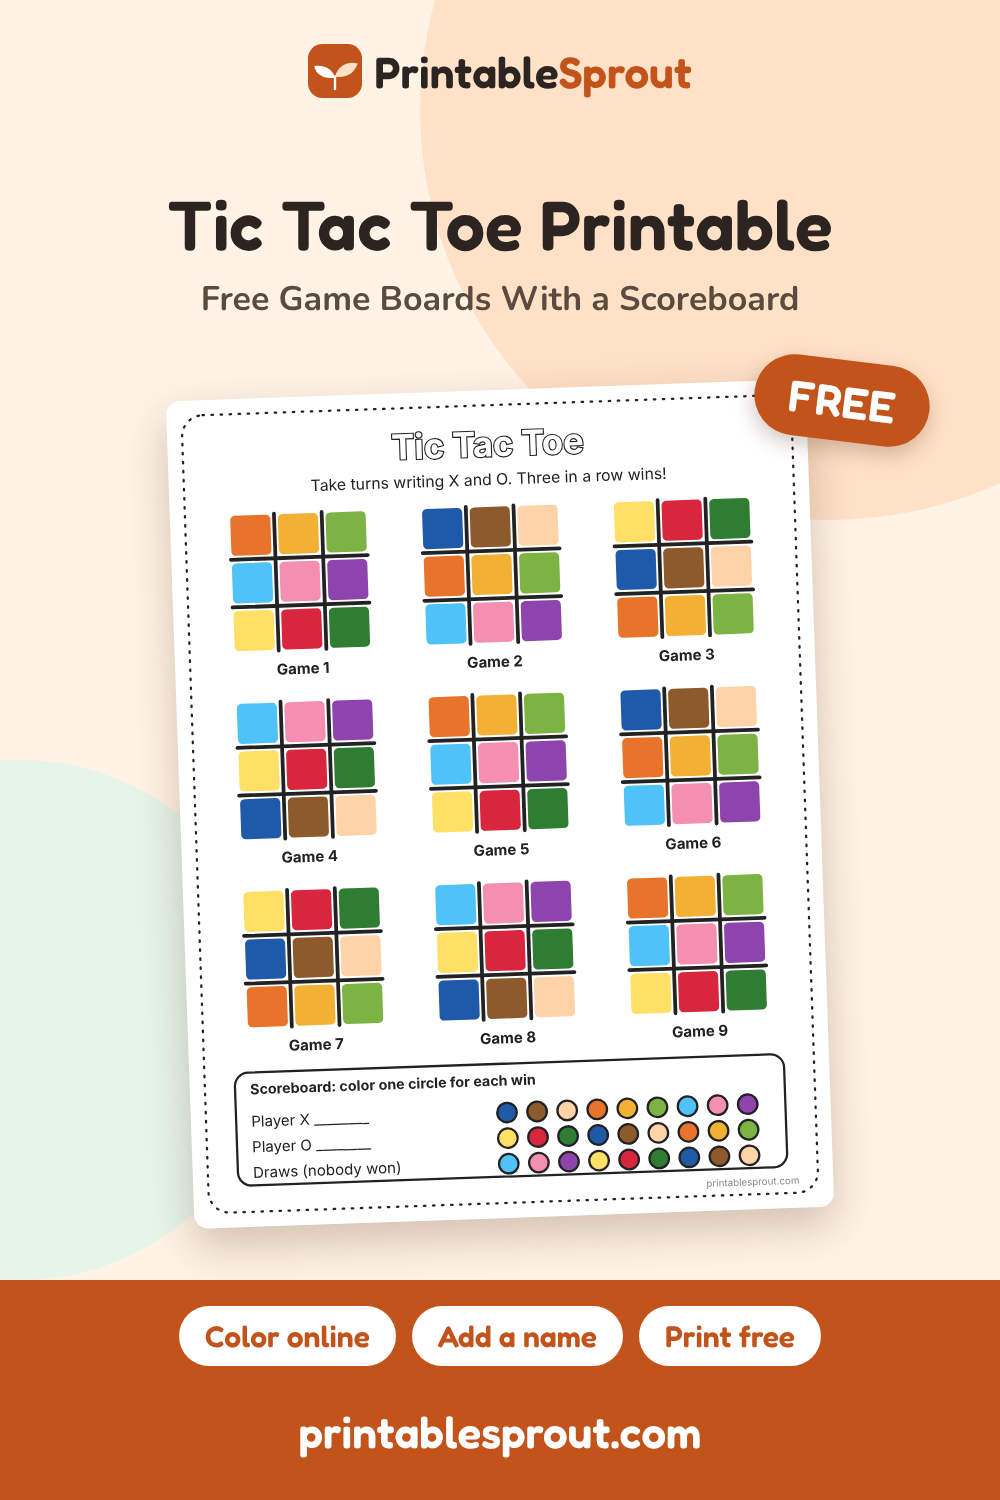 PrintableSprout
Tic Tac Toe Printable
Free Game Boards With a Scoreboard
FREE
Tic Tac Toe
Take turns writing X and O. Three in a row wins!
Game 1
Game 2
Game 3
Game 4
Game 5
Game 6
Game 7
Game 8
Game 9
Scoreboard: color one circle for each win
Player X ______
Player O ______
Draws (nobody won)
printablesprout.com
Color online
Add a name
Print free
printablesprout.com